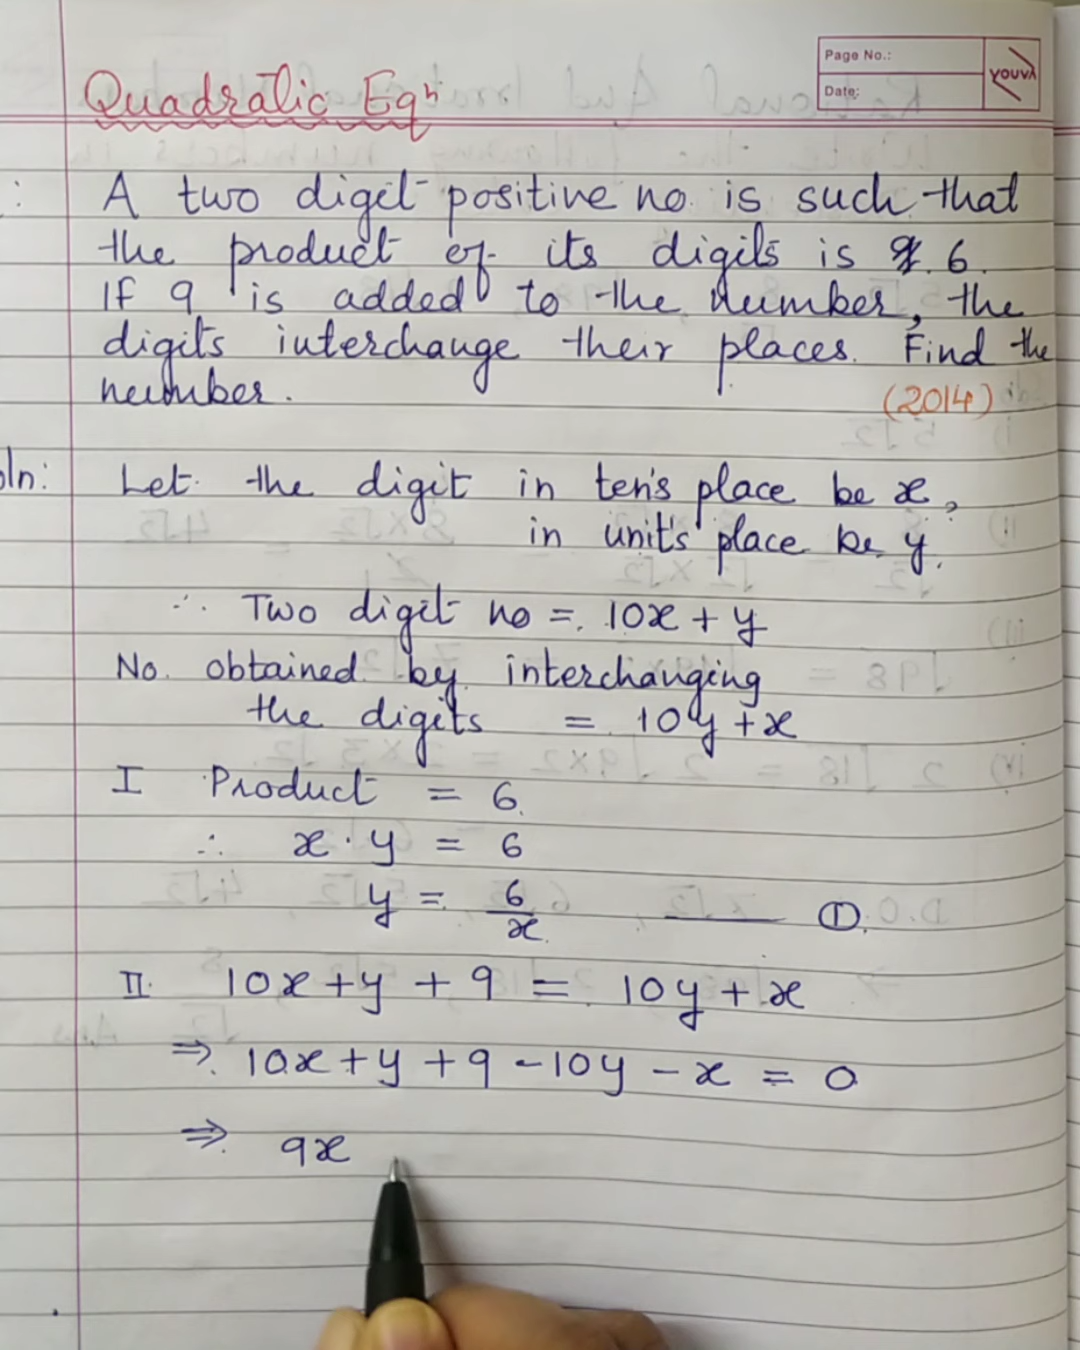 Page No.:
Date:
youva
Quadratic Eqn
:
A two digit positive no. is such that
the product of its digits is 6.
If 9 is added to the number, the
digits interchange their places. Find the
number.
(2014)
oln:
Let the digit in ten's place be x,
in unit's place be y.
∴ Two digit no = 10x + y
No. obtained by interchanging
the digits = 10y + x
I Product = 6.
∴ x · y = 6
y = 6/x ——— ①.
II. 10x + y + 9 = 10y + x
⇒ 10x + y + 9 - 10y - x = 0
⇒ 9x